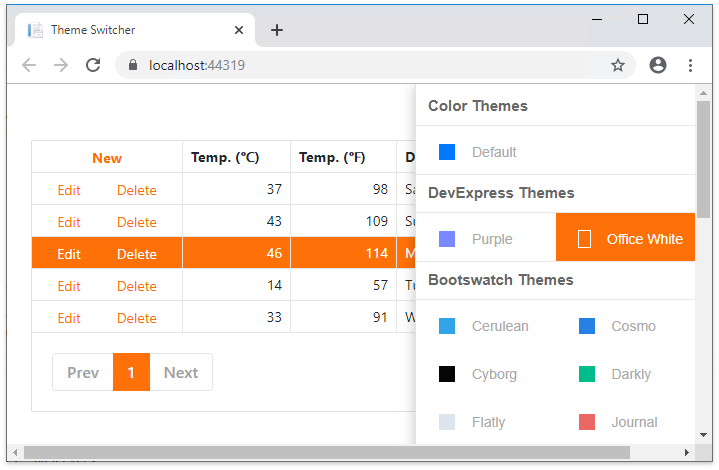 Theme Switcher
localhost:44319
New Temp. (°C) Temp. (°F) D
Edit Delete 37 98 Sa
Edit Delete 43 109 Su
Edit Delete 46 114 M
Edit Delete 14 57 Tu
Edit Delete 33 91 W
Prev 1 Next
Color Themes
Default
DevExpress Themes
Purple Office White
Bootswatch Themes
Cerulean Cosmo
Cyborg Darkly
Flatly Journal